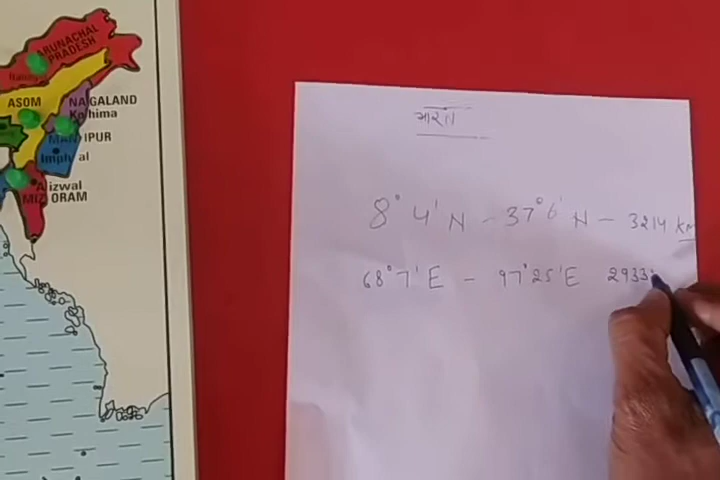 ARUNACHAL
PRADESH
ASOM
NAGALAND
Kohima
MANIPUR
Imphal
Aizwal
MIZORAM
भारत
8° 4' N - 37° 6' N - 3214 KM
68° 7' E - 97° 25' E 2933